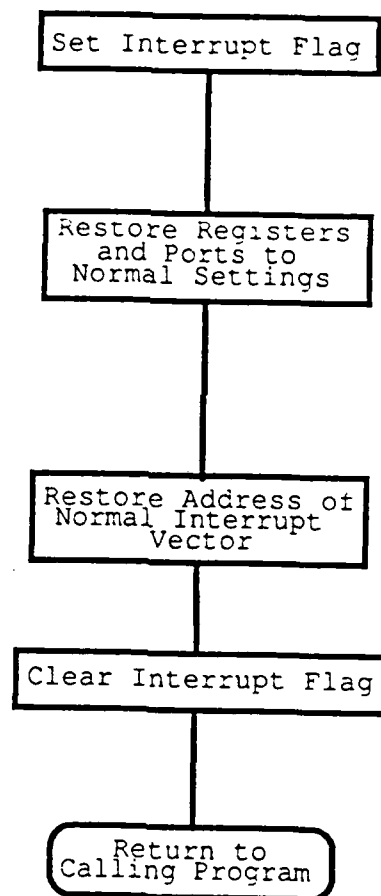 Set Interrupt Flag
Restore Registers
and Ports to
Normal Settings
Restore Address of
Normal Interrupt
Vector
Clear Interrupt Flag
Return to
Calling Program